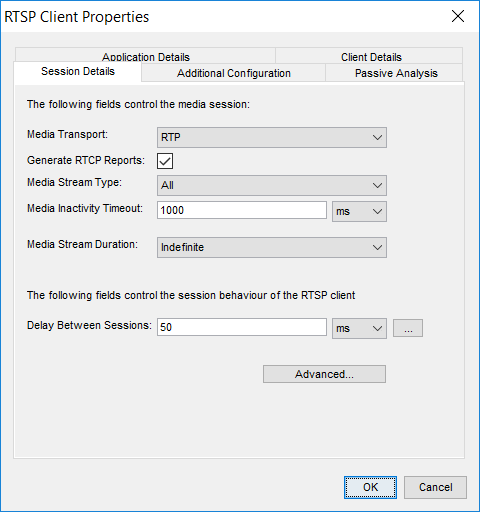 RTSP Client Properties
Application Details Client Details
Session Details Additional Configuration Passive Analysis
The following fields control the media session:
Media Transport: RTP
Generate RTCP Reports:
Media Stream Type: All
Media Inactivity Timeout: 1000 ms
Media Stream Duration: Indefinite
The following fields control the session behaviour of the RTSP client
Delay Between Sessions: 50 ms ...
Advanced...
OK Cancel